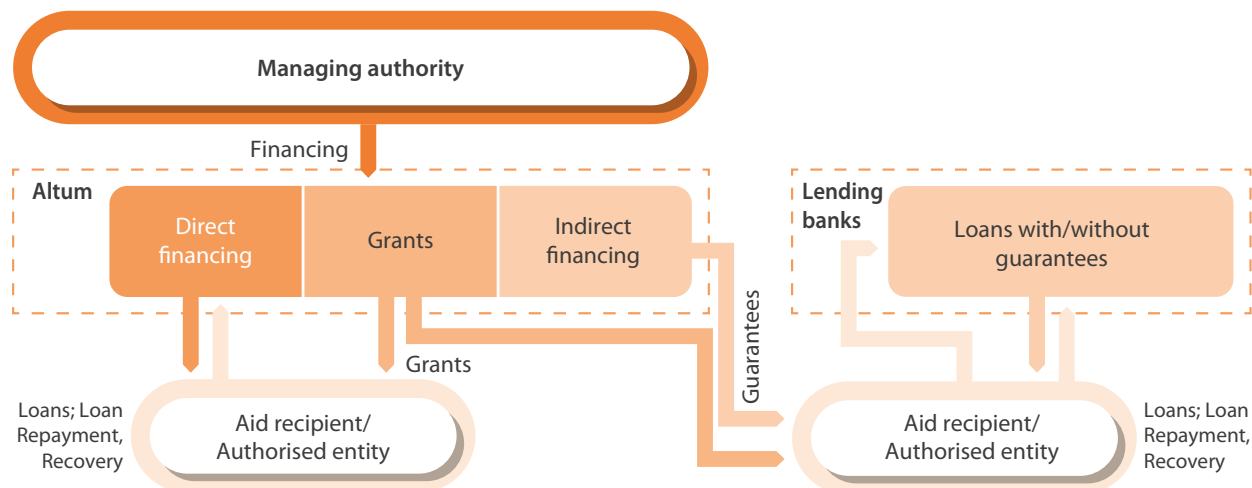 Managing authority
Financing
Altum
Direct
financing
Grants
Indirect
financing
Lending
banks
Loans with/without
guarantees
Guarantees
Grants
Loans; Loan
Repayment,
Recovery
Aid recipient/
Authorised entity
Aid recipient/
Authorised entity
Loans; Loan
Repayment,
Recovery